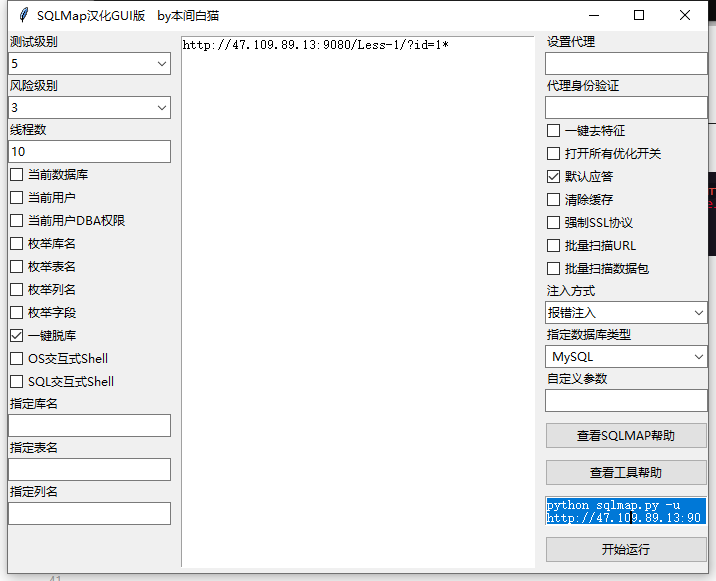 SQLMap汉化GUI版 by本间白猫
测试级别
5
风险级别
3
线程数
10
当前数据库
当前用户
当前用户DBA权限
枚举库名
枚举表名
枚举列名
枚举字段
一键脱库
OS交互式Shell
SQL交互式Shell
指定库名
指定表名
指定列名
http://47.109.89.13:9080/Less-1/?id=1*
设置代理
代理身份验证
一键去特征
打开所有优化开关
默认应答
清除缓存
强制SSL协议
批量扫描URL
批量扫描数据包
注入方式
报错注入
指定数据库类型
MySQL
自定义参数
查看SQLMAP帮助
查看工具帮助
python sqlmap.py -u
http://47.109.89.13:90
开始运行
41